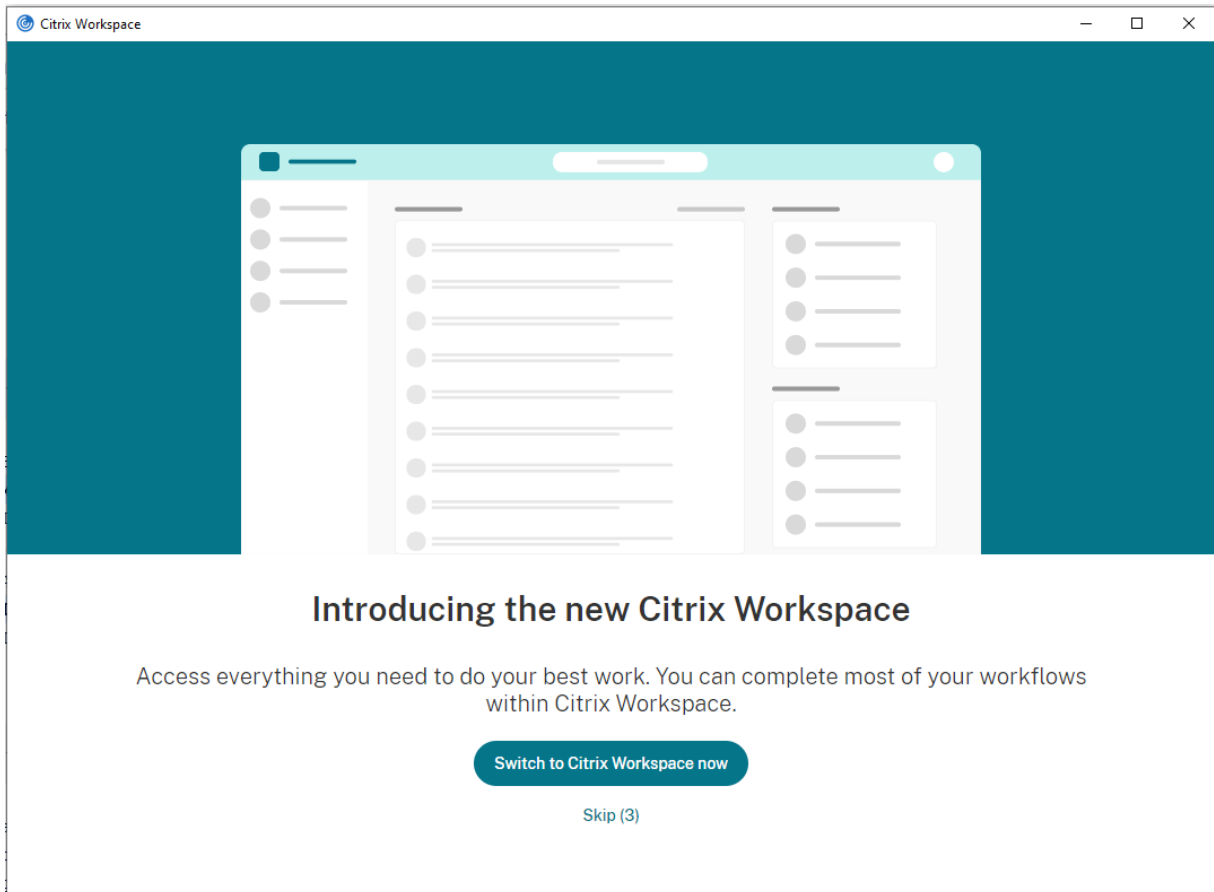 Citrix Workspace
Introducing the new Citrix Workspace
Access everything you need to do your best work. You can complete most of your workflows
within Citrix Workspace.
Switch to Citrix Workspace now
Skip (3)